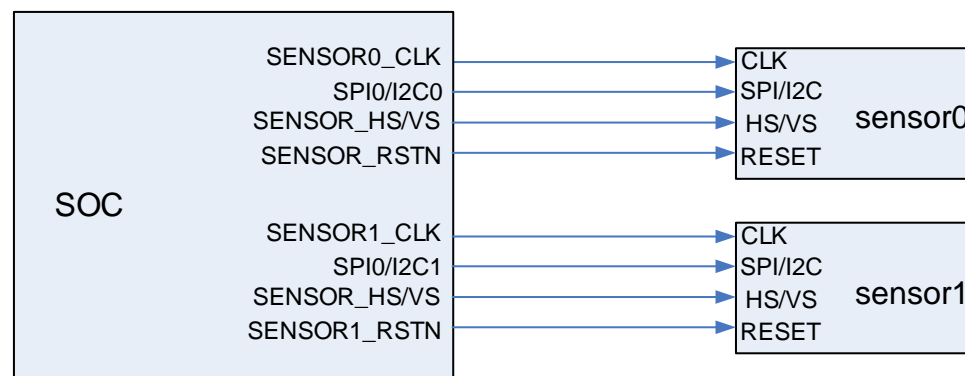 SOC
SENSOR0_CLK
SPI0/I2C0
SENSOR_HS/VS
SENSOR_RSTN
SENSOR1_CLK
SPI0/I2C1
SENSOR_HS/VS
SENSOR1_RSTN
CLK
SPI/I2C
HS/VS
RESET
sensor0
CLK
SPI/I2C
HS/VS
RESET
sensor1